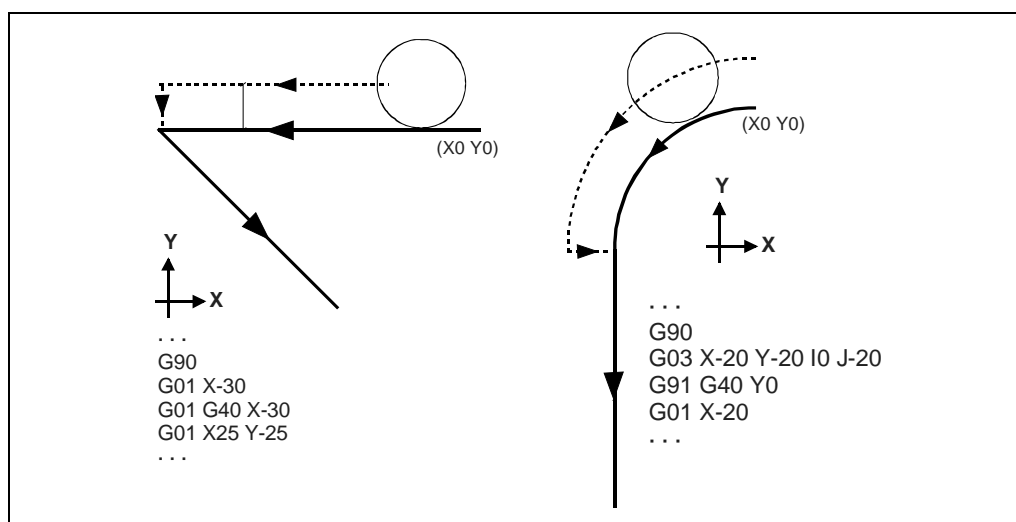 (X0 Y0)
Y
X
. . .
G90
G01 X-30
G01 G40 X-30
G01 X25 Y-25
. . .
(X0 Y0)
Y
X
. . .
G90
G03 X-20 Y-20 I0 J-20
G91 G40 Y0
G01 X-20
. . .